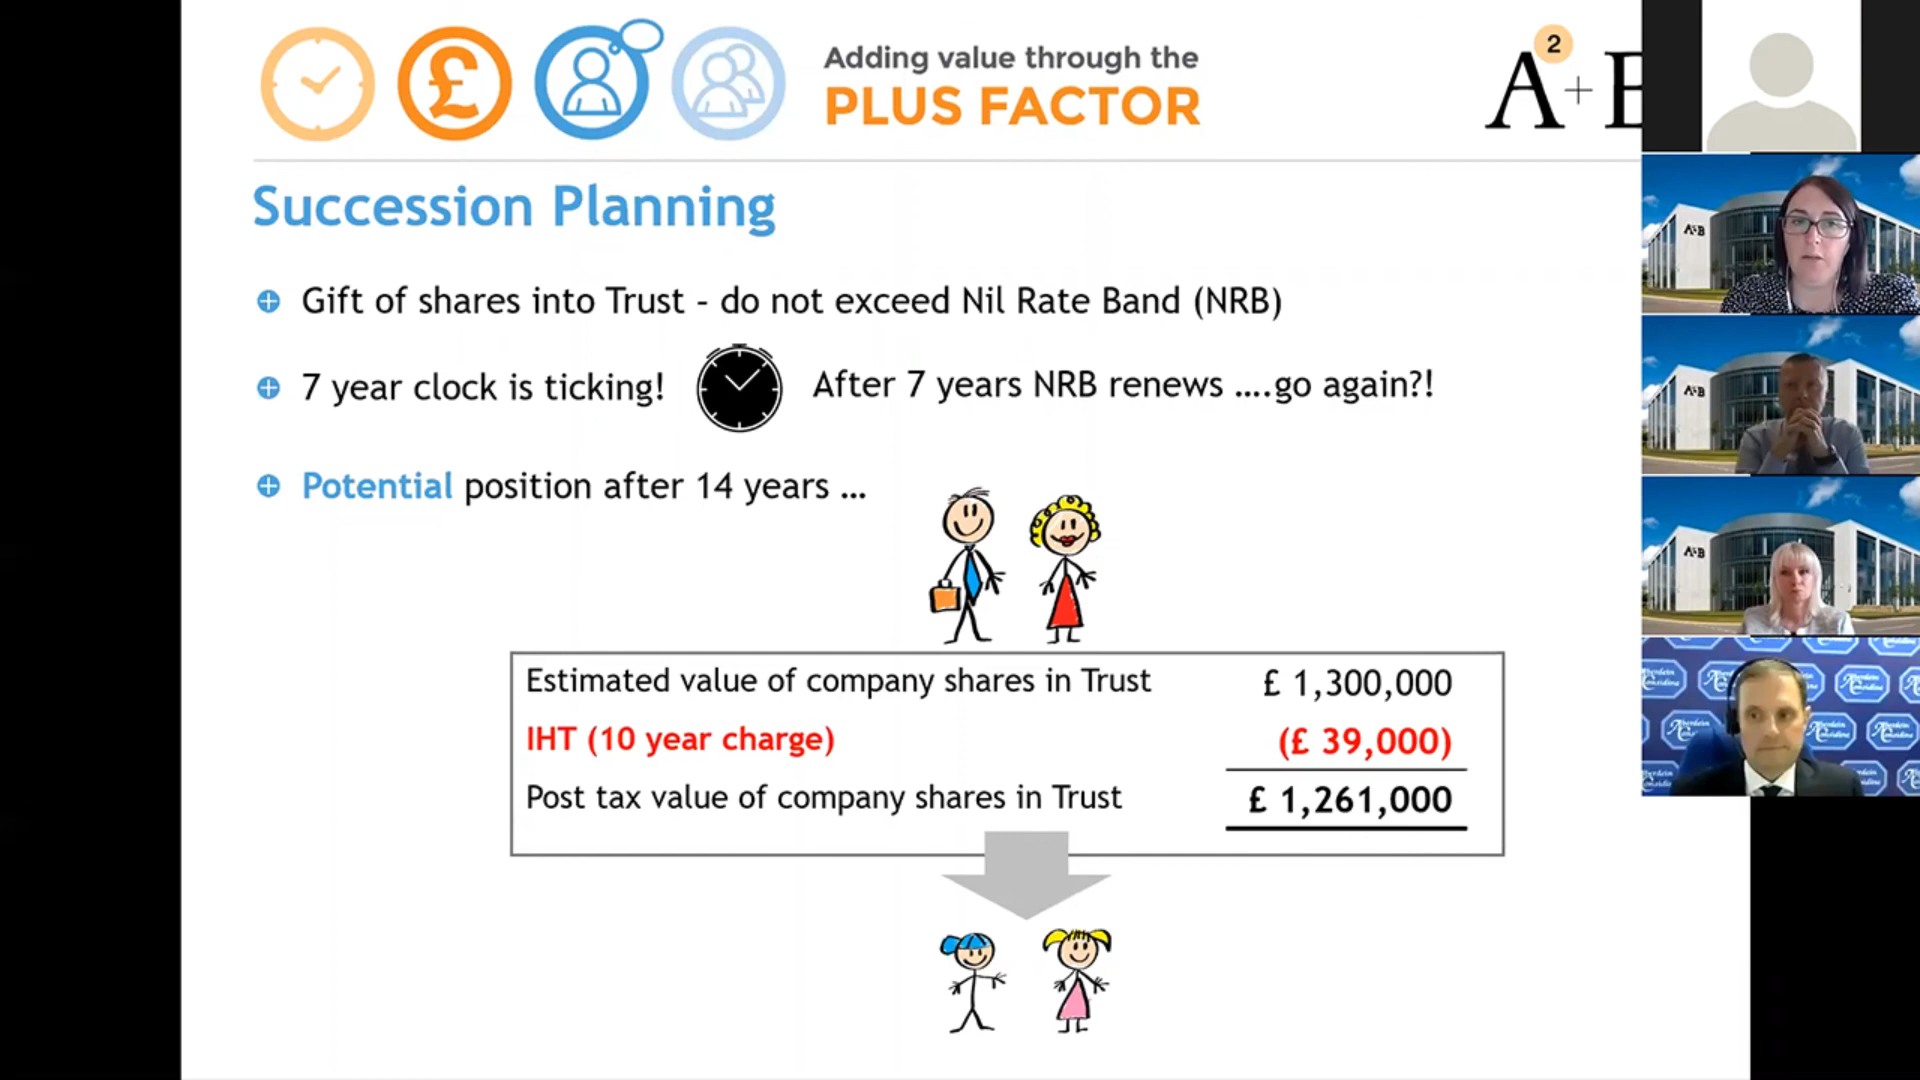 Adding value through the
PLUS FACTOR
A+B
2
Succession Planning
Gift of shares into Trust - do not exceed Nil Rate Band (NRB)
7 year clock is ticking!
After 7 years NRB renews ....go again?!
Potential position after 14 years ...
Estimated value of company shares in Trust £ 1,300,000
IHT (10 year charge) (£ 39,000)
Post tax value of company shares in Trust £ 1,261,000
A+B
A+B
A+B
Aberdein Considine